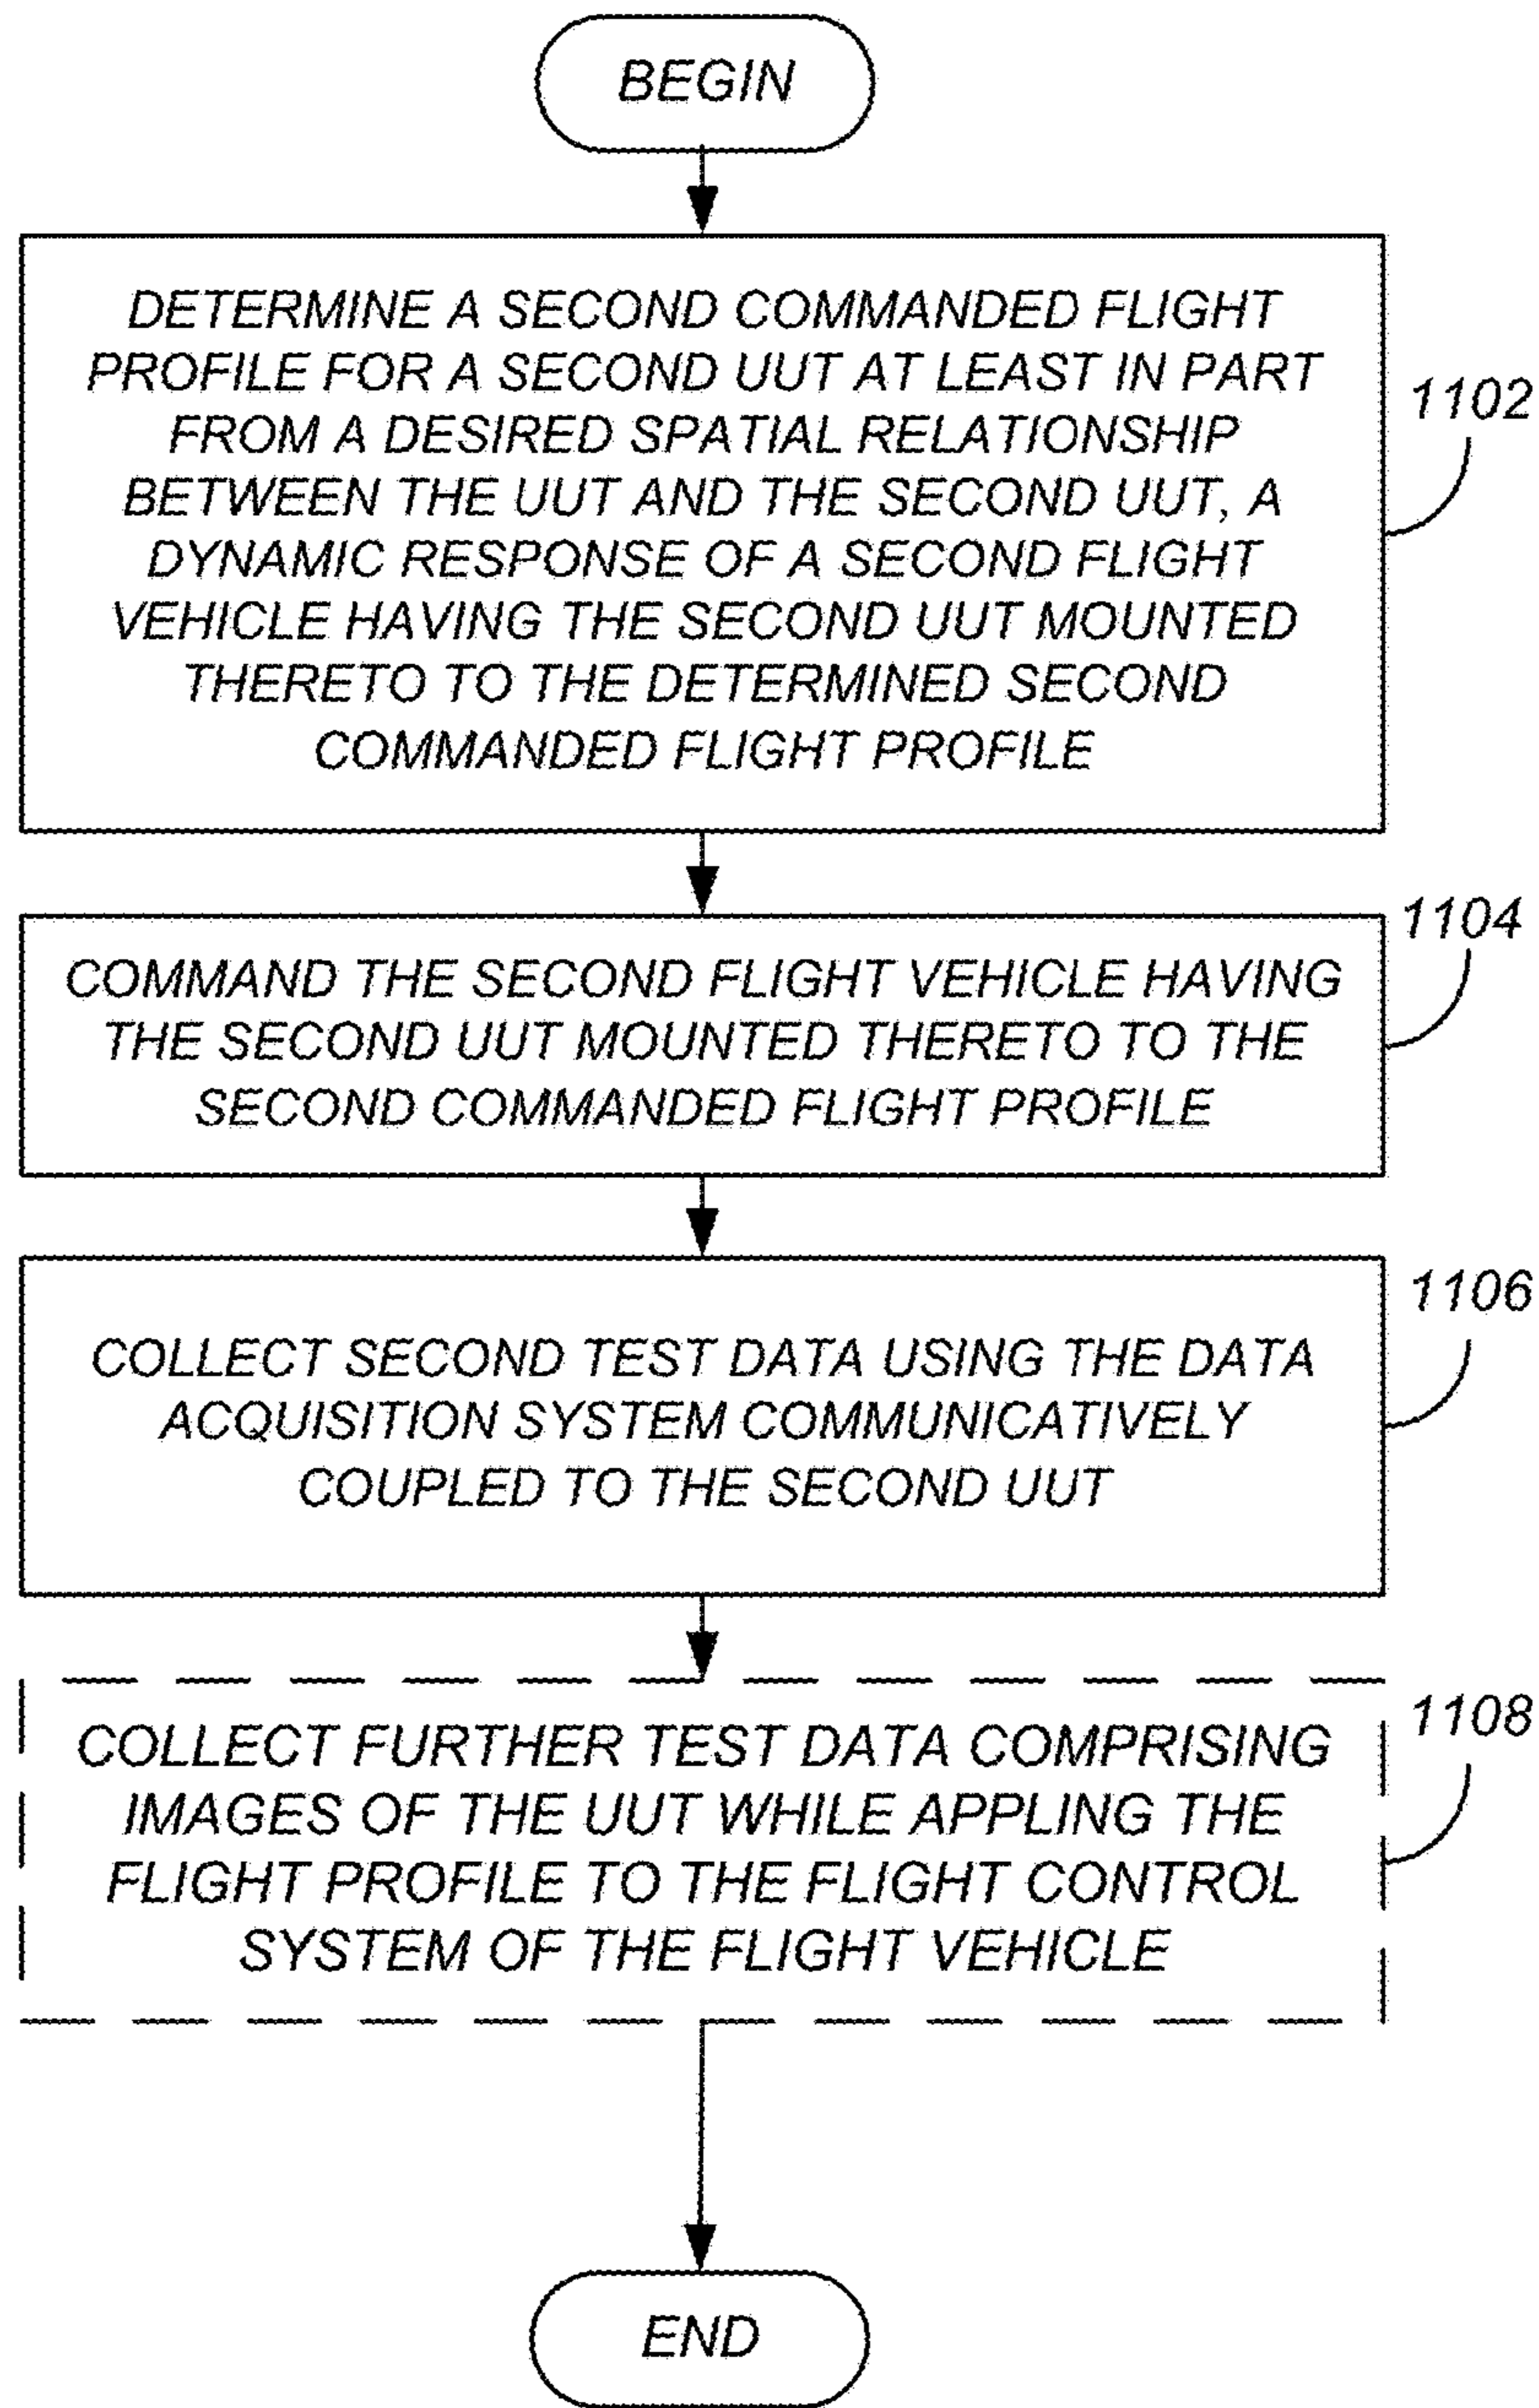 BEGIN
DETERMINE A SECOND COMMANDED FLIGHT
PROFILE FOR A SECOND UUT AT LEAST IN PART
FROM A DESIRED SPATIAL RELATIONSHIP
BETWEEN THE UUT AND THE SECOND UUT, A
DYNAMIC RESPONSE OF A SECOND FLIGHT
VEHICLE HAVING THE SECOND UUT MOUNTED
THERETO TO THE DETERMINED SECOND
COMMANDED FLIGHT PROFILE
1102
1104
COMMAND THE SECOND FLIGHT VEHICLE HAVING
THE SECOND UUT MOUNTED THERETO TO THE
SECOND COMMANDED FLIGHT PROFILE
1106
COLLECT SECOND TEST DATA USING THE DATA
ACQUISITION SYSTEM COMMUNICATIVELY
COUPLED TO THE SECOND UUT
1108
COLLECT FURTHER TEST DATA COMPRISING
IMAGES OF THE UUT WHILE APPLING THE
FLIGHT PROFILE TO THE FLIGHT CONTROL
SYSTEM OF THE FLIGHT VEHICLE
END